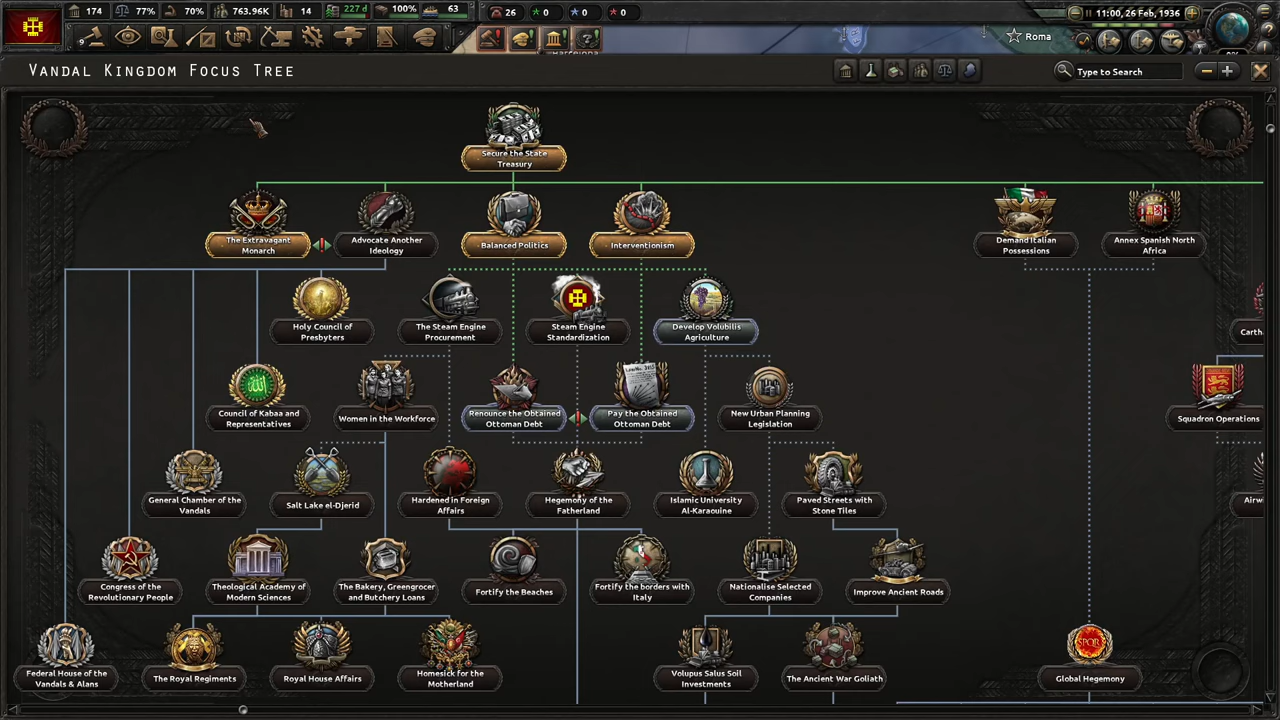 174
77%
70%
763.96K
14
227 d
100%
63
26
0
0
0
11:00, 26 Feb, 1936
9
Roma
0%
Vandal Kingdom Focus Tree
Type to Search
Secure the State
Treasury
The Extravagant
Monarch
Advocate Another
Ideology
Balanced Politics
Interventionism
Demand Italian
Possessions
Annex Spanish North
Africa
Holy Council of
Presbyters
The Steam Engine
Procurement
Steam Engine
Standardization
Develop Volubilis
Agriculture
Carth
Council of Kabaa and
Representatives
Women in the Workforce
Renounce the Obtained
Ottoman Debt
Pay the Obtained
Ottoman Debt
New Urban Planning
Legislation
Squadron Operations
General Chamber of the
Vandals
Salt Lake el-Djerid
Hardened in Foreign
Affairs
Hegemony of the
Fatherland
Islamic University
Al-Karaouine
Paved Streets with
Stone Tiles
Airw
Congress of the
Revolutionary People
Theological Academy of
Modern Sciences
The Bakery, Greengrocer
and Butchery Loans
Fortify the Beaches
Fortify the borders with
Italy
Nationalise Selected
Companies
Improve Ancient Roads
Federal House of the
Vandals & Alans
The Royal Regiments
Royal House Affairs
Homesick for the
Motherland
Volupus Salus Soil
Investments
The Ancient War Goliath
SPQR
Global Hegemony